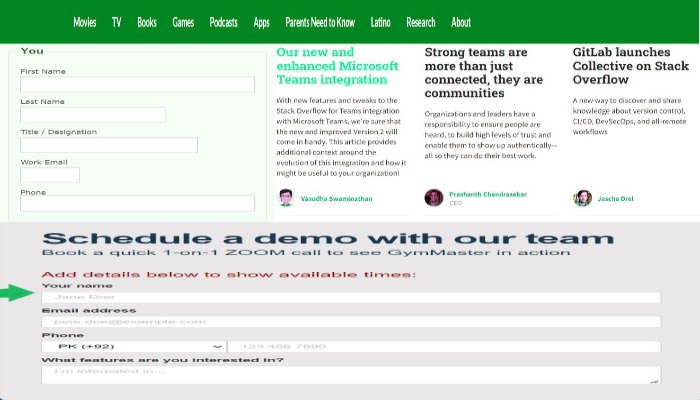 Movies TV Books Games Podcasts Apps Parents Need to Know Latino Research About
You
First Name
Last Name
Title / Designation
Work Email
Phone
Our new and
enhanced Microsoft
Teams integration
With new features and tweaks to the
Stack Overflow for Teams integration
with Microsoft Teams, we're sure that
the new and improved Version 2 will
come in handy. This article provides
additional context around the
evolution of this integration and how it
might be useful to your organization!
Vasudha Swaminathan
Strong teams are
more than just
connected, they are
communities
Organizations and leaders have a
responsibility to ensure people are
heard, to build high levels of trust and
enable them to show up authentically—
all so they can do their best work.
Prashanth Chandrasekar
CEO
GitLab launches
Collective on Stack
Overflow
A new way to discover and share
knowledge about version control,
CI/CD, DevSecOps, and all-remote
workflows
Jascha Drel
Schedule a demo with our team
Book a quick 1-on-1 ZOOM call to see GymMaster in action
Add details below to show available times:
Your name
Jane Doe
Email address
jane.doe@example.com
Phone
PK (+92) 123 456 7890
What features are you interested in?
I'm interested in...